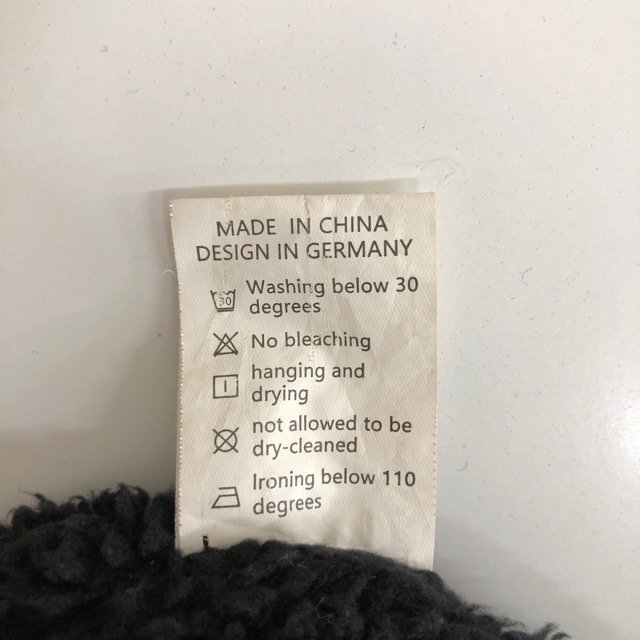 MADE IN CHINA
DESIGN IN GERMANY
30 Washing below 30
degrees
No bleaching
hanging and
drying
not allowed to be
dry-cleaned
Ironing below 110
degrees